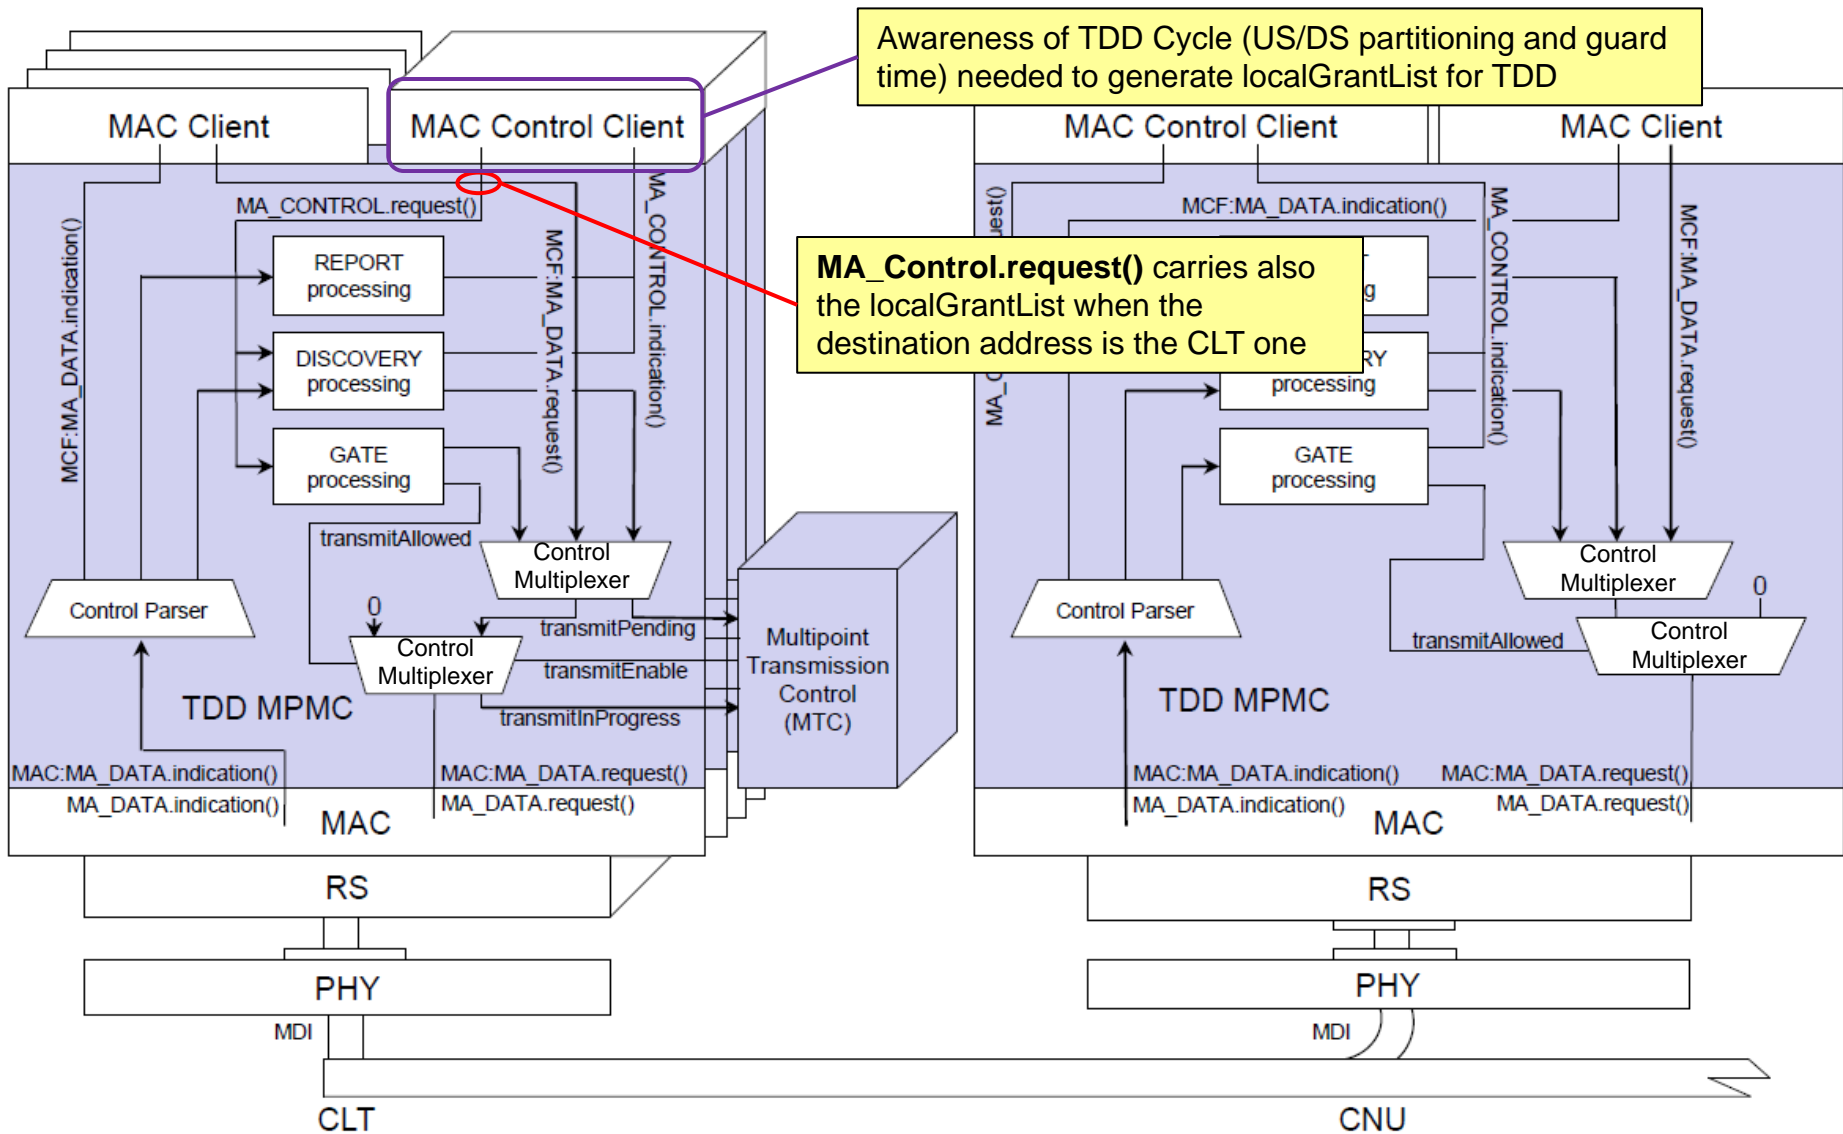 Awareness of TDD Cycle (US/DS partitioning and guard
time) needed to generate localGrantList for TDD
MAC Client
MAC Control Client
MAC Control Client
MAC Client
MA_CONTROL.request()
MCF:MA_DATA.indication()
MCF:MA_DATA.request()
MA_CONTROL.indication()
REPORT
processing
DISCOVERY
processing
GATE
processing
transmitAllowed
Control
Multiplexer
Control Parser
0
Control
Multiplexer
transmitPending
transmitEnable
transmitInProgress
Multipoint
Transmission
Control
(MTC)
TDD MPMC
MAC:MA_DATA.indication()
MAC:MA_DATA.request()
MA_DATA.indication()
MA_DATA.request()
MAC
RS
PHY
MDI
CLT
MA_Control.request() carries also
the localGrantList when the
destination address is the CLT one
MCF:MA_DATA.indication()
MA_CONTROL.indication()
MCF:MA_DATA.request()
processing
GATE
processing
Control
Multiplexer
Control Parser
0
transmitAllowed
Control
Multiplexer
TDD MPMC
MAC:MA_DATA.indication()
MAC:MA_DATA.request()
MA_DATA.indication()
MA_DATA.request()
MAC
RS
PHY
MDI
CNU